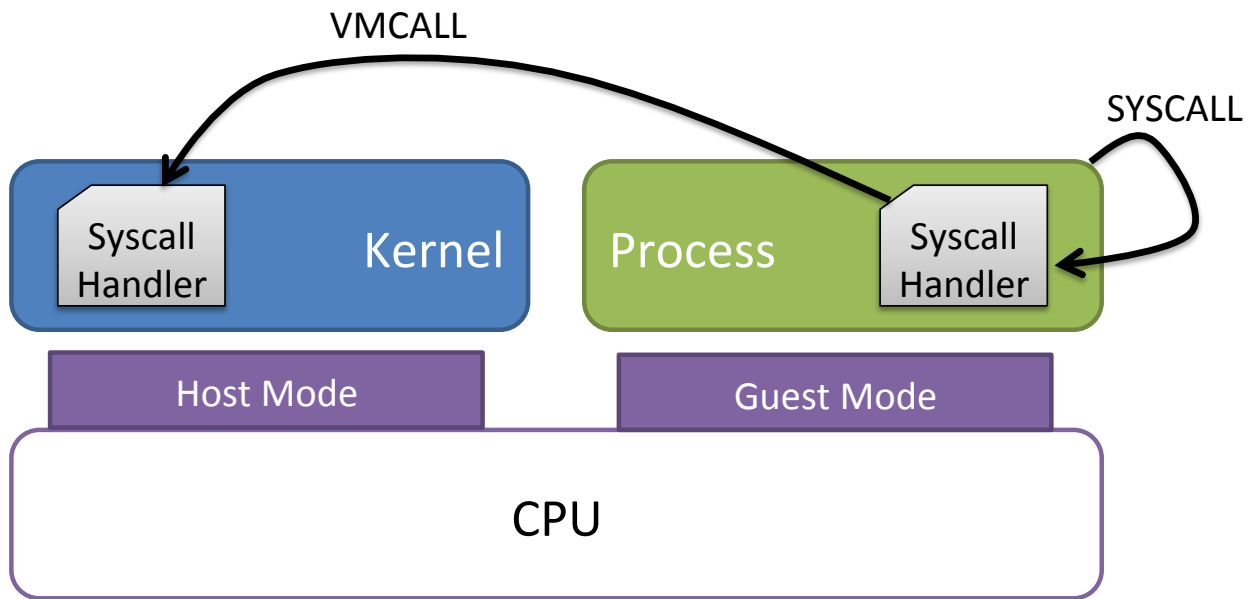 VMCALL
SYSCALL
Syscall
Handler
Kernel
Process
Syscall
Handler
Host Mode
Guest Mode
CPU